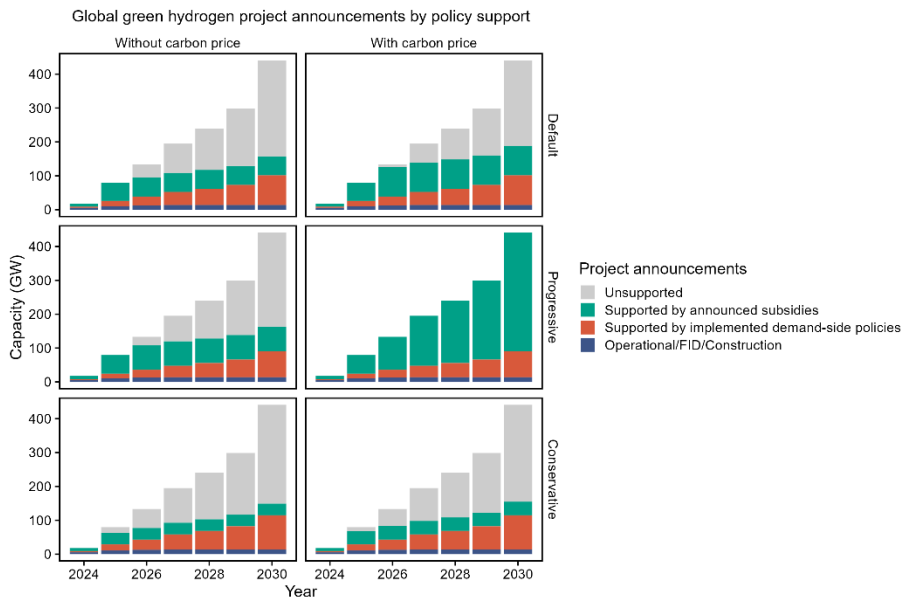 Global green hydrogen project announcements by policy support
Without carbon price
With carbon price
400
300
200
100
0
Default
Capacity (GW)
400
300
200
100
0
Progressive
400
300
200
100
0
Conservative
2024
2026
2028
2030
2024
2026
2028
2030
Year
Project announcements
Unsupported
Supported by announced subsidies
Supported by implemented demand-side policies
Operational/FID/Construction